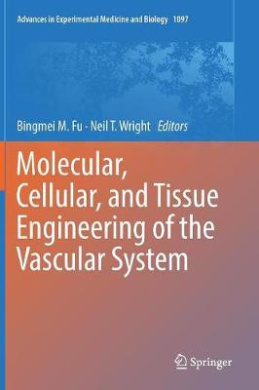 Advances in Experimental Medicine and Biology 1097
Bingmei M. Fu · Neil T. Wright Editors
Molecular,
Cellular, and Tissue
Engineering of the
Vascular System
Springer